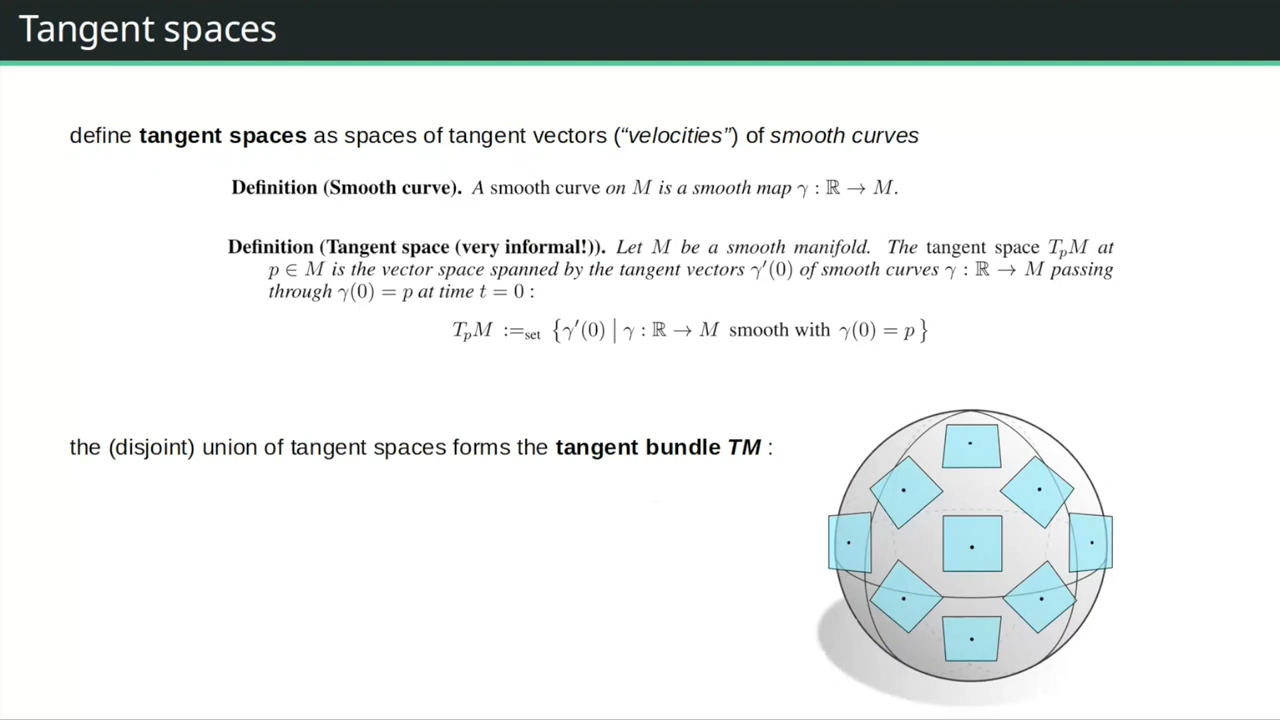 Tangent spaces
define tangent spaces as spaces of tangent vectors (“velocities”) of smooth curves
Definition (Smooth curve). A smooth curve on M is a smooth map γ : ℝ → M.
Definition (Tangent space (very informal!)). Let M be a smooth manifold. The tangent space TₚM at
p ∈ M is the vector space spanned by the tangent vectors γ′(0) of smooth curves γ : ℝ → M passing
through γ(0) = p at time t = 0 :
TₚM :=set {γ′(0) | γ : ℝ → M smooth with γ(0) = p }
the (disjoint) union of tangent spaces forms the tangent bundle TM :